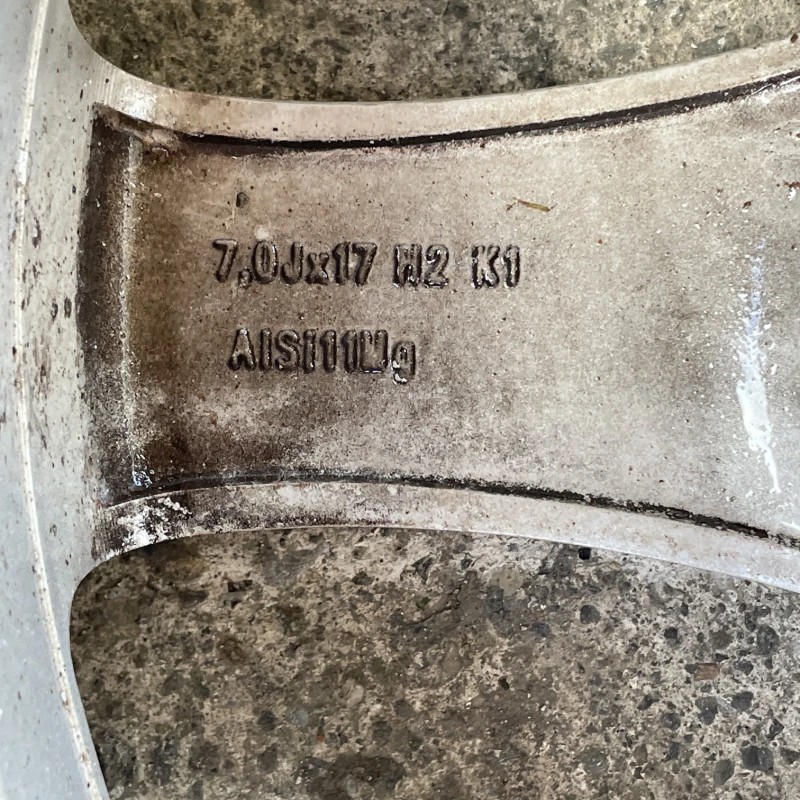 7,0Jx17 H2 K1
AlSi11Mg